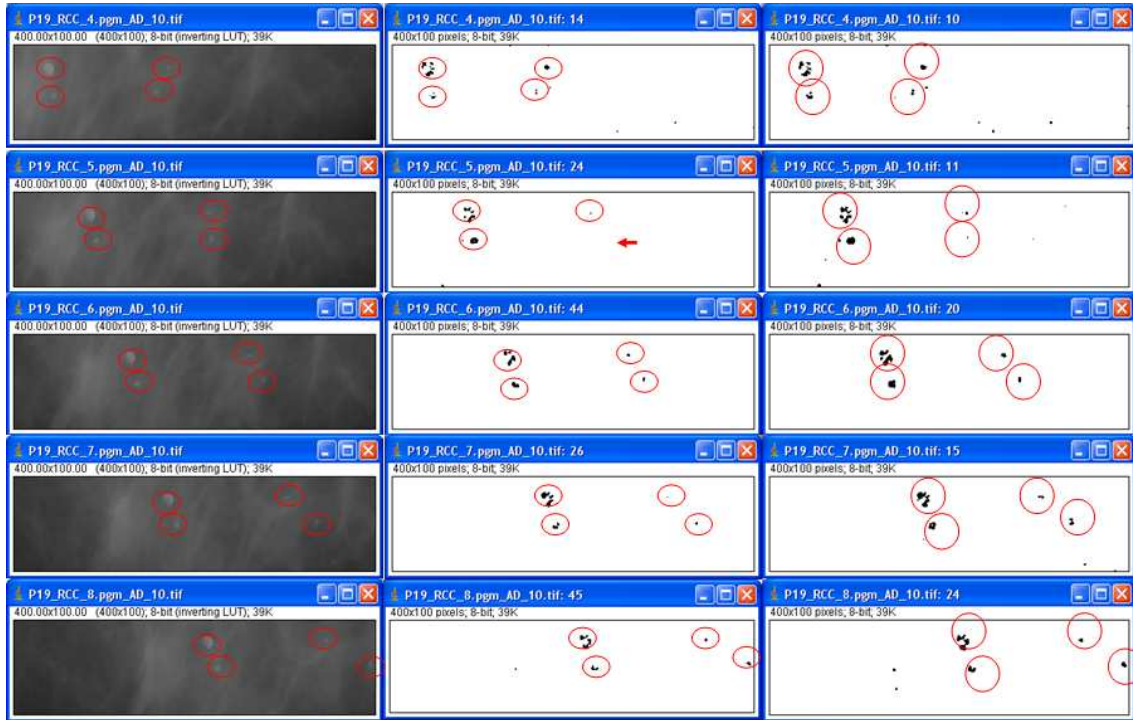 P19_RCC_4.pgm_AD_10.tif
400.00x100.00 (400x100); 8-bit (inverting LUT); 39K
P19_RCC_4.pgm_AD_10.tif: 14
400x100 pixels; 8-bit; 39K
P19_RCC_4.pgm_AD_10.tif: 10
400x100 pixels; 8-bit; 39K
P19_RCC_5.pgm_AD_10.tif
400.00x100.00 (400x100); 8-bit (inverting LUT); 39K
P19_RCC_5.pgm_AD_10.tif: 24
400x100 pixels; 8-bit; 39K
P19_RCC_5.pgm_AD_10.tif: 11
400x100 pixels; 8-bit; 39K
P19_RCC_6.pgm_AD_10.tif
400.00x100.00 (400x100); 8-bit (inverting LUT); 39K
P19_RCC_6.pgm_AD_10.tif: 44
400x100 pixels; 8-bit; 39K
P19_RCC_6.pgm_AD_10.tif: 20
400x100 pixels; 8-bit; 39K
P19_RCC_7.pgm_AD_10.tif
400.00x100.00 (400x100); 8-bit (inverting LUT); 39K
P19_RCC_7.pgm_AD_10.tif: 26
400x100 pixels; 8-bit; 39K
P19_RCC_7.pgm_AD_10.tif: 15
400x100 pixels; 8-bit; 39K
P19_RCC_8.pgm_AD_10.tif
400.00x100.00 (400x100); 8-bit (inverting LUT); 39K
P19_RCC_8.pgm_AD_10.tif: 45
400x100 pixels; 8-bit; 39K
P19_RCC_8.pgm_AD_10.tif: 24
400x100 pixels; 8-bit; 39K